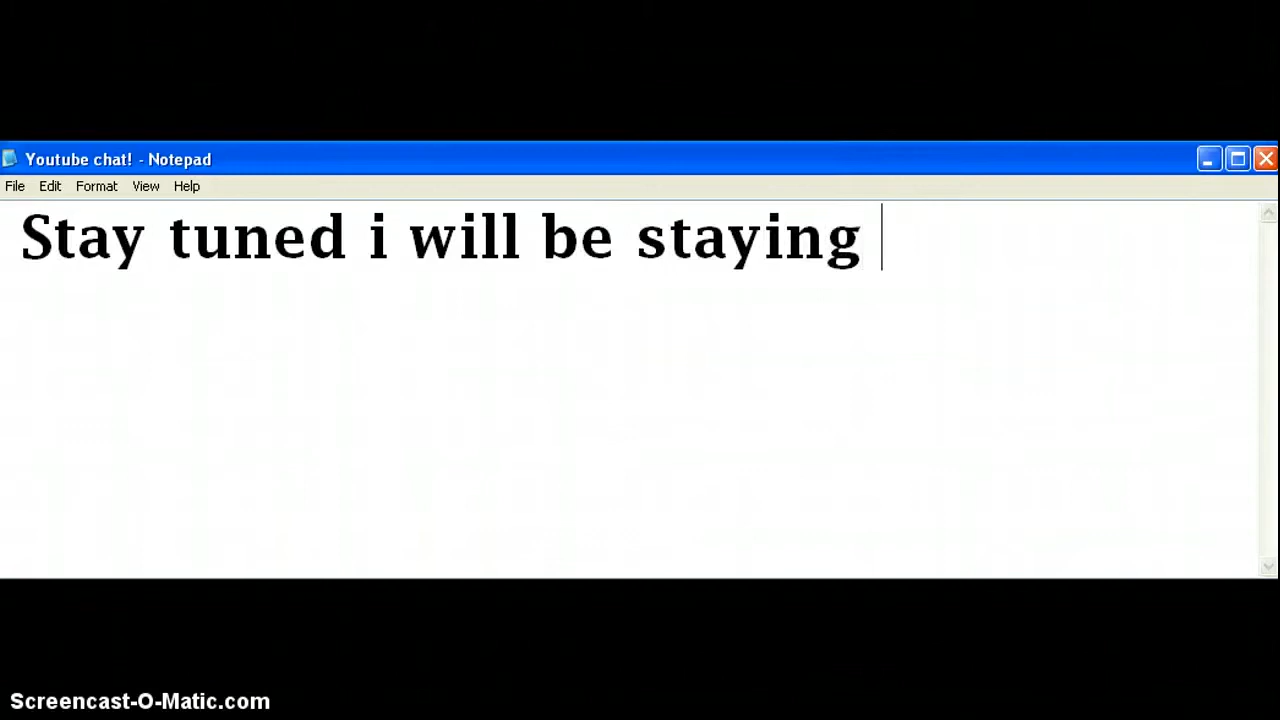 Youtube chat! - Notepad
File Edit Format View Help
Stay tuned i will be staying
Screencast-O-Matic.com